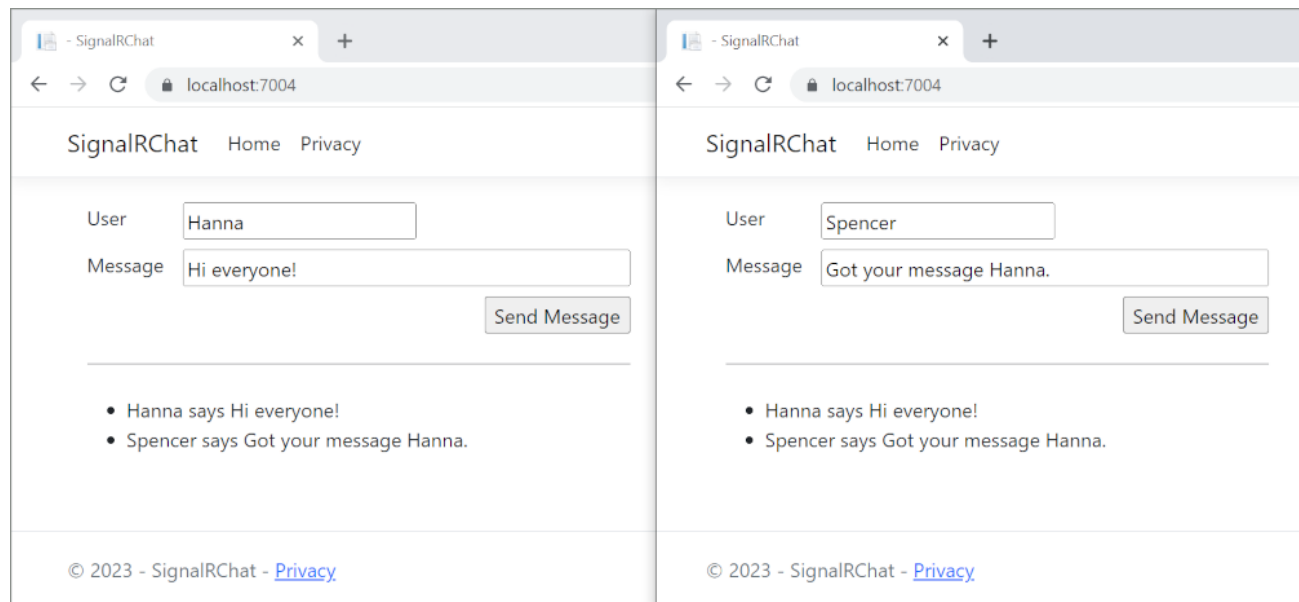 - SignalRChat
localhost:7004
SignalRChat Home Privacy
User Hanna
Message Hi everyone!
Send Message
• Hanna says Hi everyone!
• Spencer says Got your message Hanna.
© 2023 - SignalRChat - Privacy
- SignalRChat
localhost:7004
SignalRChat Home Privacy
User Spencer
Message Got your message Hanna.
Send Message
• Hanna says Hi everyone!
• Spencer says Got your message Hanna.
© 2023 - SignalRChat - Privacy